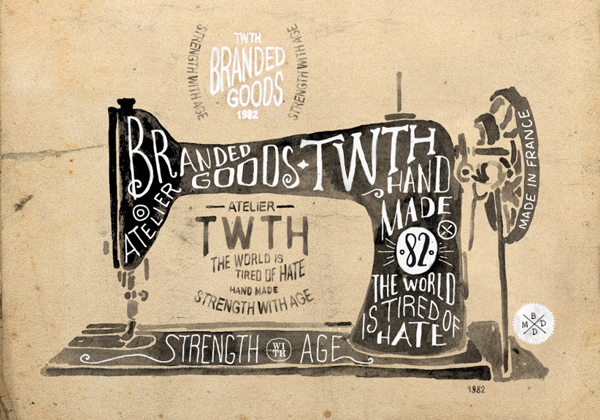 STRENGTH WITH AGE
TWTH
BRANDED
GOODS
1982
STRENGTH WITH AGE
BRANDED
GOODS
TWTH
ATELIER
HAND
MADE
82
THE WORLD
IS TIRED OF
HATE
MADE IN FRANCE
ATELIER
TWTH
THE WORLD IS
TIRED OF HATE
HAND MADE
STRENGTH WITH AGE
STRENGTH WITH AGE
B
M D
D
1982